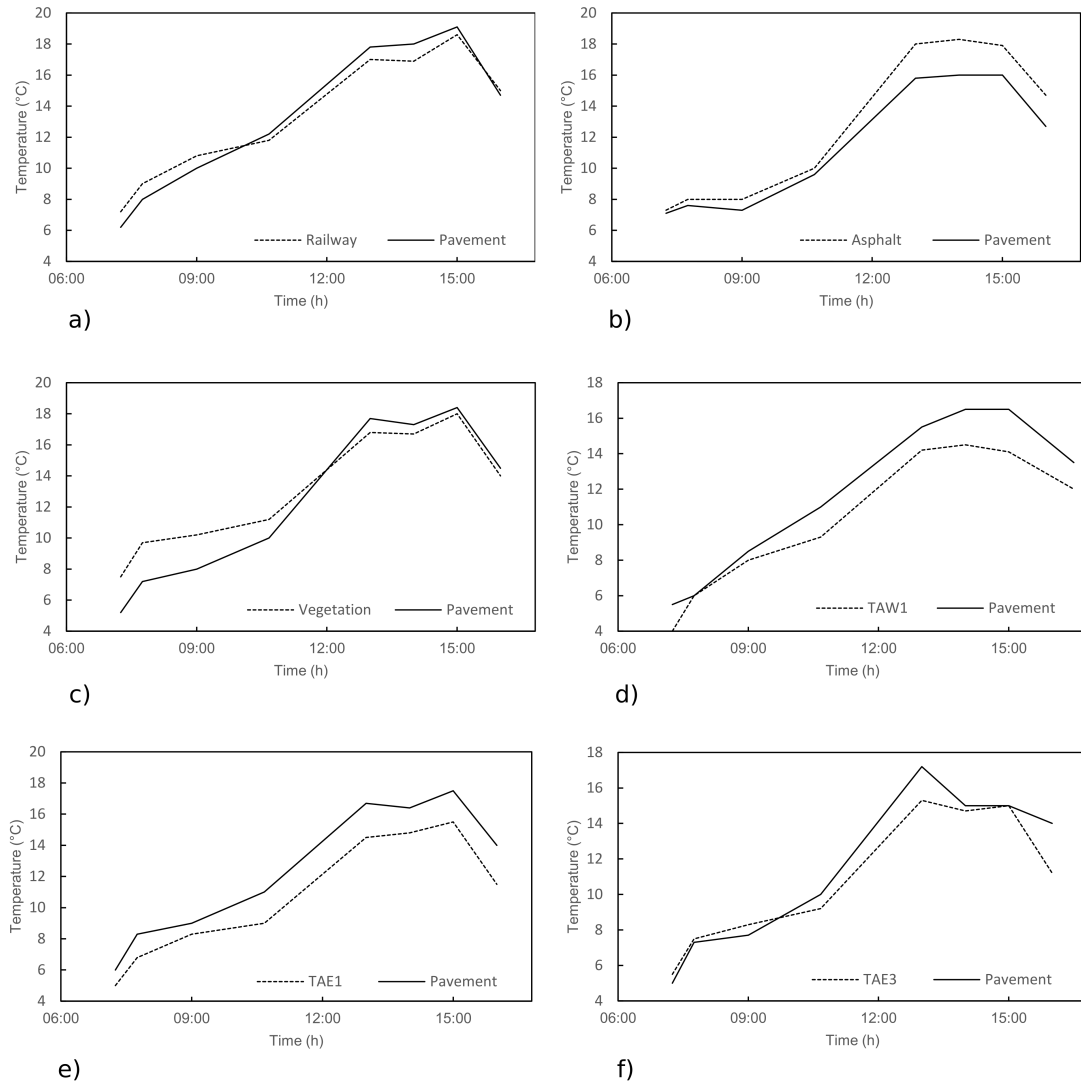 20
18
16
14
12
10
8
6
4
Temperature (°C)
06:00 09:00 12:00 15:00
Time (h)
Railway Pavement
a)
20
18
16
14
12
10
8
6
4
Temperature (°C)
06:00 09:00 12:00 15:00
Time (h)
Asphalt Pavement
b)
20
18
16
14
12
10
8
6
4
Temperature (°C)
06:00 09:00 12:00 15:00
Time (h)
Vegetation Pavement
c)
18
16
14
12
10
8
6
4
Temperature (°C)
06:00 09:00 12:00 15:00
Time (h)
TAW1 Pavement
d)
20
18
16
14
12
10
8
6
4
Temperature (°C)
06:00 09:00 12:00 15:00
Time (h)
TAE1 Pavement
e)
18
16
14
12
10
8
6
4
Temperature (°C)
06:00 09:00 12:00 15:00
Time (h)
TAE3 Pavement
f)